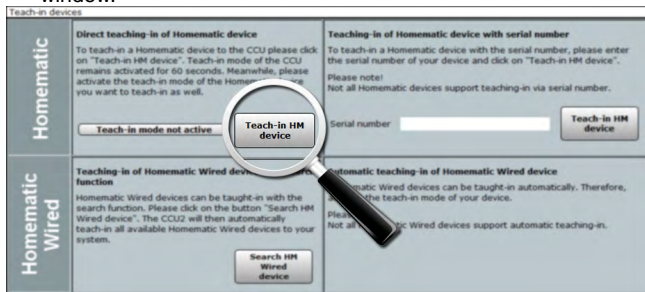 Teach-in devices
Homematic
Direct teaching-in of Homematic device
To teach-in a Homematic device to the CCU please click
on "Teach-in HM device". Teach-in mode of the CCU
remains activated for 60 seconds. Meanwhile, please
activate the teach-in mode of the
you want to teach-in as well.
Teach-in mode not active
Teach-in HM
device
Teaching-in of Homematic device with serial number
To teach-in a Homematic device with the serial number, please enter
the serial number of your device and click on "Teach-in HM device".
Please note!
Not all Homematic devices support teaching-in via serial number.
Serial number
Teach-in HM
device
Homematic
Wired
Teaching-in of Homematic Wired
function
Homematic Wired devices can be taught-in with the
search function. Please click on the button "Search HM
Wired device". The CCU2 will then automatically
teach-in all available Homematic Wired devices to your
system.
Search HM
Wired
device
teaching-in of Homematic Wired device
Wired devices can be taught-in automatically. Therefore,
the teach-in mode of your device.
Not all Wired devices support automatic teaching-in.